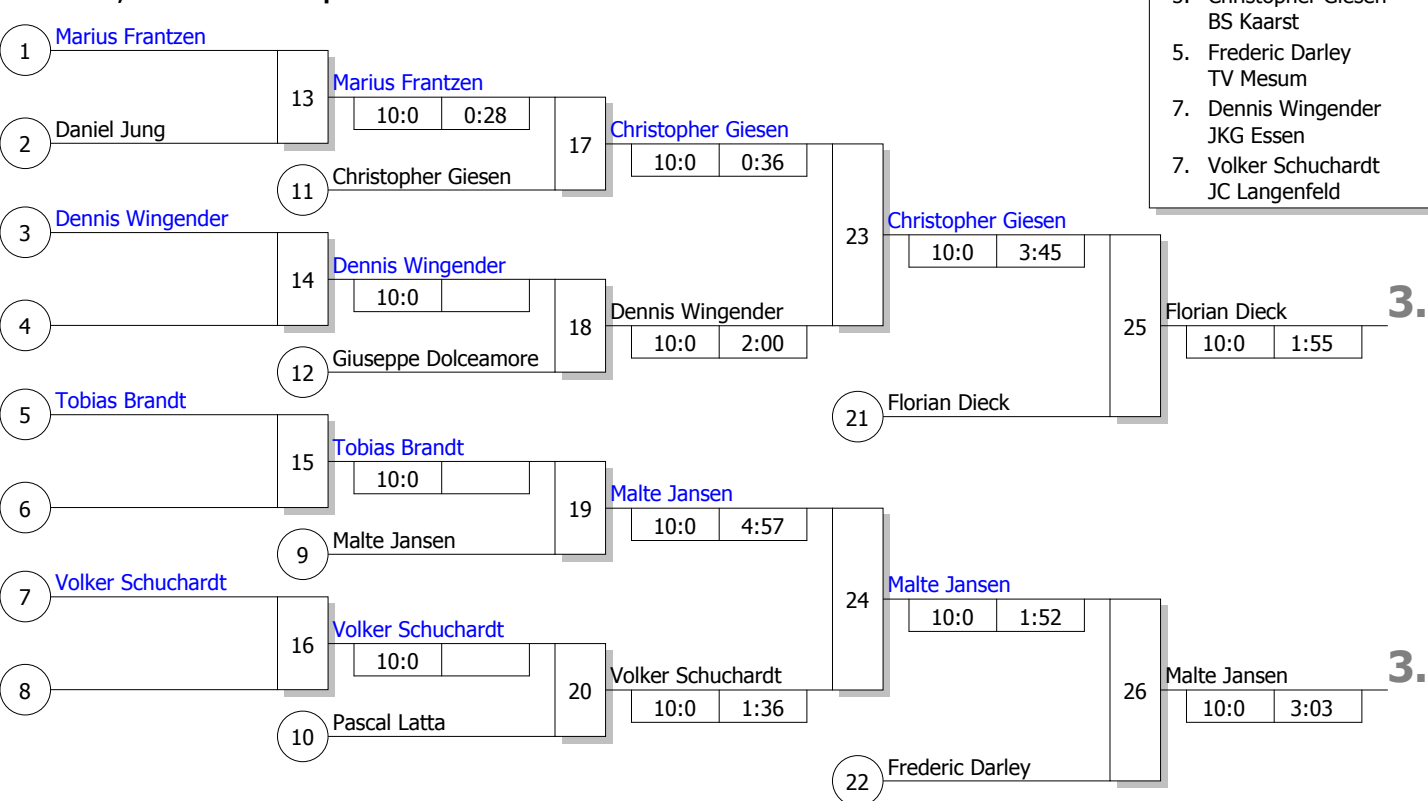 5. Christopher Giesen
BS Kaarst
5. Frederic Darley
TV Mesum
7. Dennis Wingender
JKG Essen
7. Volker Schuchardt
JC Langenfeld
1 Marius Frantzen
13 Marius Frantzen
10:0 0:28
2 Daniel Jung
17 Christopher Giesen
10:0 0:36
11 Christopher Giesen
3 Dennis Wingender
23 Christopher Giesen
10:0 3:45
14 Dennis Wingender
10:0
4
18 Dennis Wingender
10:0 2:00
25 Florian Dieck 3.
10:0 1:55
12 Giuseppe Dolceamore
5 Tobias Brandt
21 Florian Dieck
15 Tobias Brandt
10:0
6
19 Malte Jansen
10:0 4:57
9 Malte Jansen
7 Volker Schuchardt
24 Malte Jansen
10:0 1:52
16 Volker Schuchardt
10:0
8
20 Volker Schuchardt
10:0 1:36
26 Malte Jansen 3.
10:0 3:03
10 Pascal Latta
22 Frederic Darley